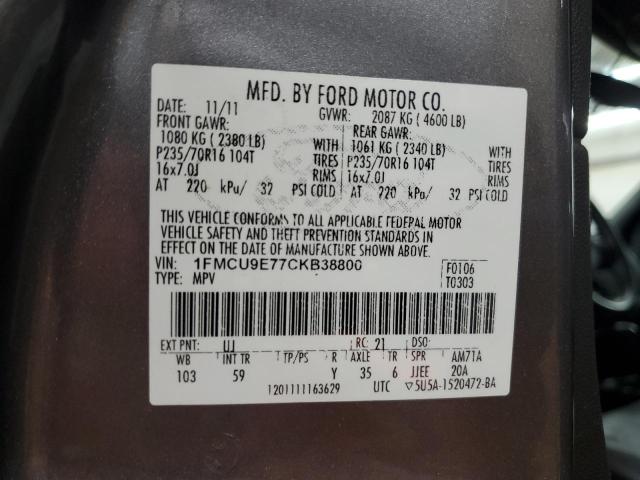 MFD. BY FORD MOTOR CO.
DATE: 11/11 GVWR: 2087 KG ( 4600 LB)
FRONT GAWR: REAR GAWR:
1080 KG ( 2380 LB) WITH 1061 KG ( 2340 LB) WITH
P235/70R16 104T TIRES P235/70R16 104T TIRES
16x7.0J RIMS 16x7.0J RIMS
AT 220 kPa/ 32 PSI COLD AT 220 kPa/ 32 PSI COLD
THIS VEHICLE CONFORMS TO ALL APPLICABLE FEDERAL MOTOR
VEHICLE SAFETY AND THEFT PREVENTION STANDARDS IN
EFFECT ON THE DATE OF MANUFACTURE SHOWN ABOVE.
VIN: 1FMCU9E77CKB38800 F0106
TYPE: MPV T0303
EXT PNT: UJ RC: 21 DSO:
WB INT TR TP/PS R AXLE TR SPR AM71A
103 59 Y 35 6 JJEE 20A
1201111163629 UTC ▽5U5A-1520472-BA